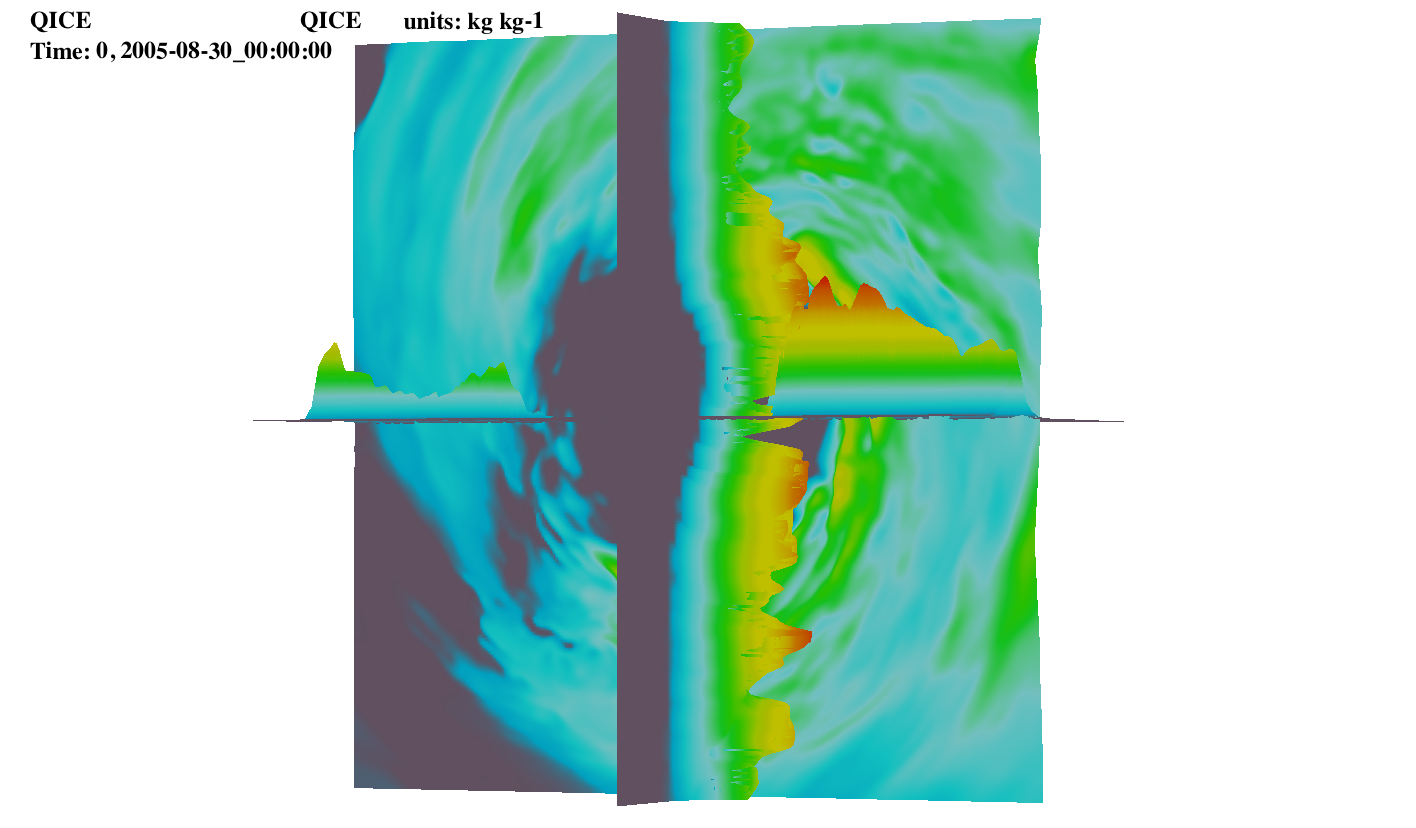 QICE QICE units: kg kg-1
Time: 0, 2005-08-30_00:00:00